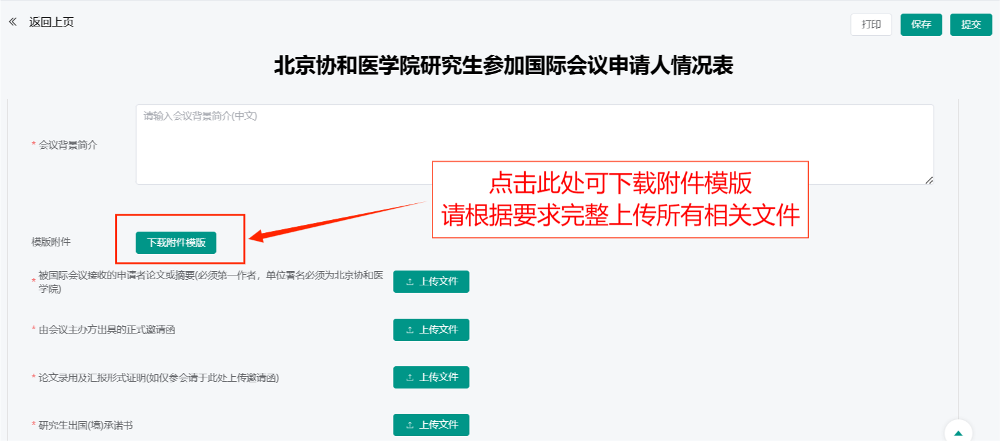 返回上页
打印
保存
提交
北京协和医学院研究生参加国际会议申请人情况表
请输入会议背景简介(中文)
* 会议背景简介
点击此处可下载附件模版
请根据要求完整上传所有相关文件
模版附件
下载附件模版
* 被国际会议接收的申请者论文或摘要(必须第一作者，单位署名必须为北京协和医
学院)
上传文件
* 由会议主办方出具的正式邀请函
上传文件
* 论文录用及汇报形式证明(如仅参会请于此处上传邀请函)
上传文件
* 研究生出国(境)承诺书
上传文件